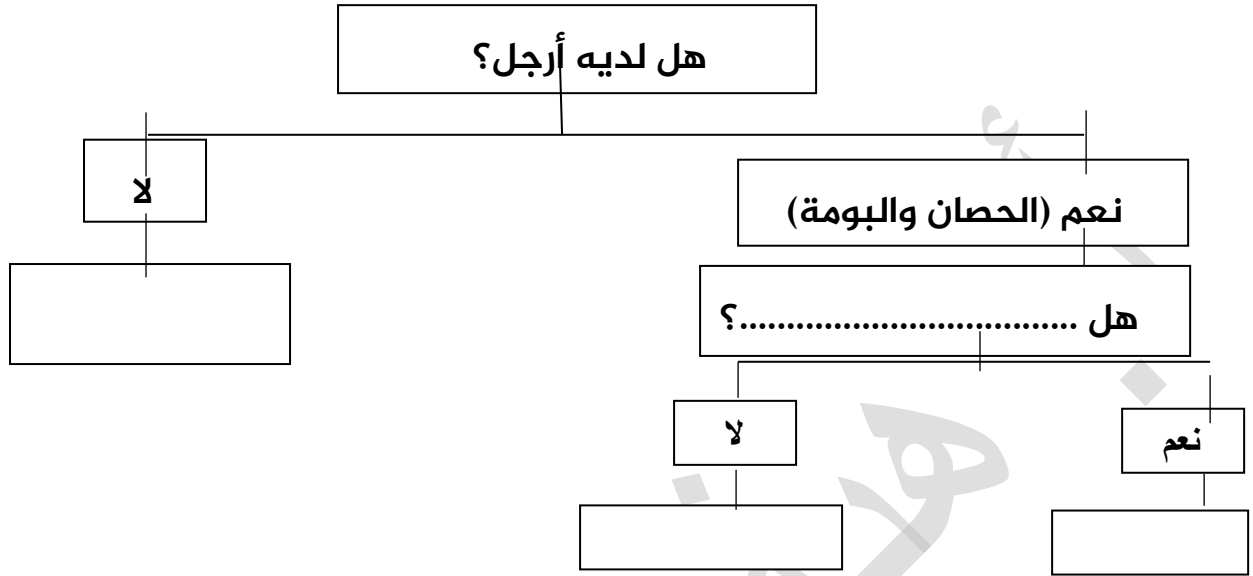 هل لديه أرجل؟
نعم (الحصان والبومة)
لا
هل ....................................؟
نعم
لا